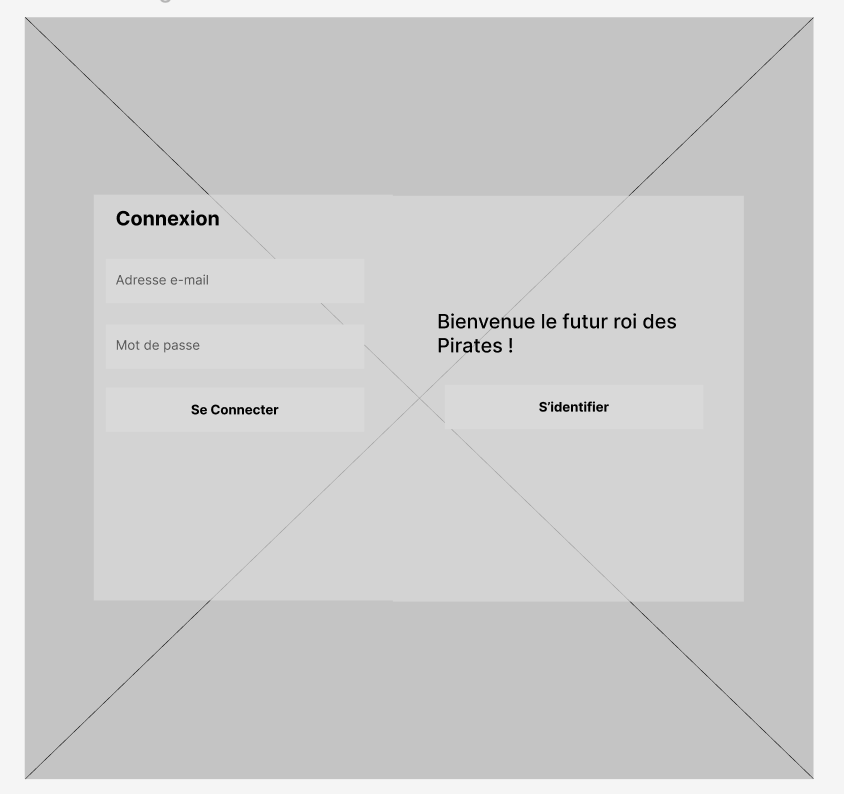 Connexion
Adresse e-mail
Mot de passe
Se Connecter
Bienvenue le futur roi des
Pirates !
S’identifier